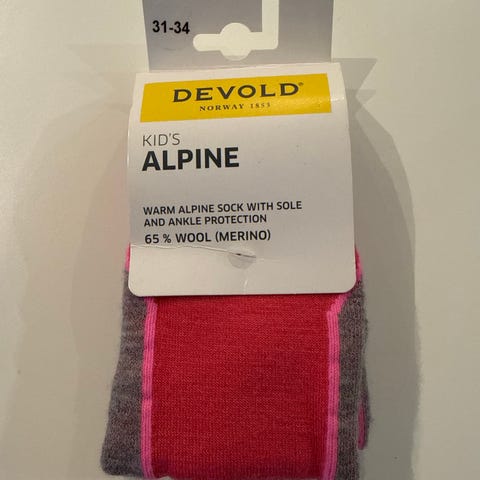 31-34
DEVOLD®
NORWAY 1853
KID'S
ALPINE
WARM ALPINE SOCK WITH SOLE
AND ANKLE PROTECTION
65 % WOOL (MERINO)